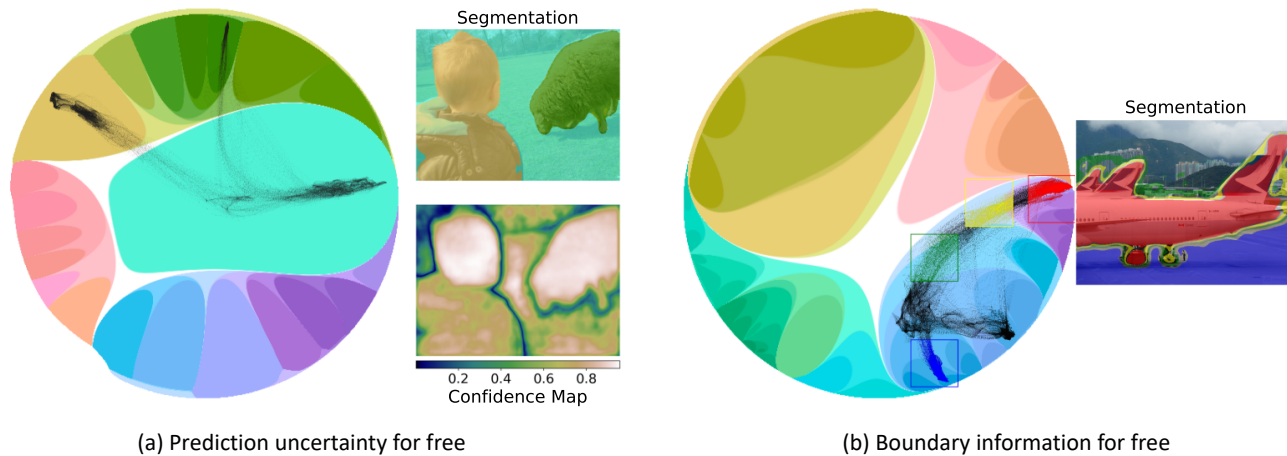 Segmentation
0.2 0.4 0.6 0.8
Confidence Map
(a) Prediction uncertainty for free
Segmentation
(b) Boundary information for free